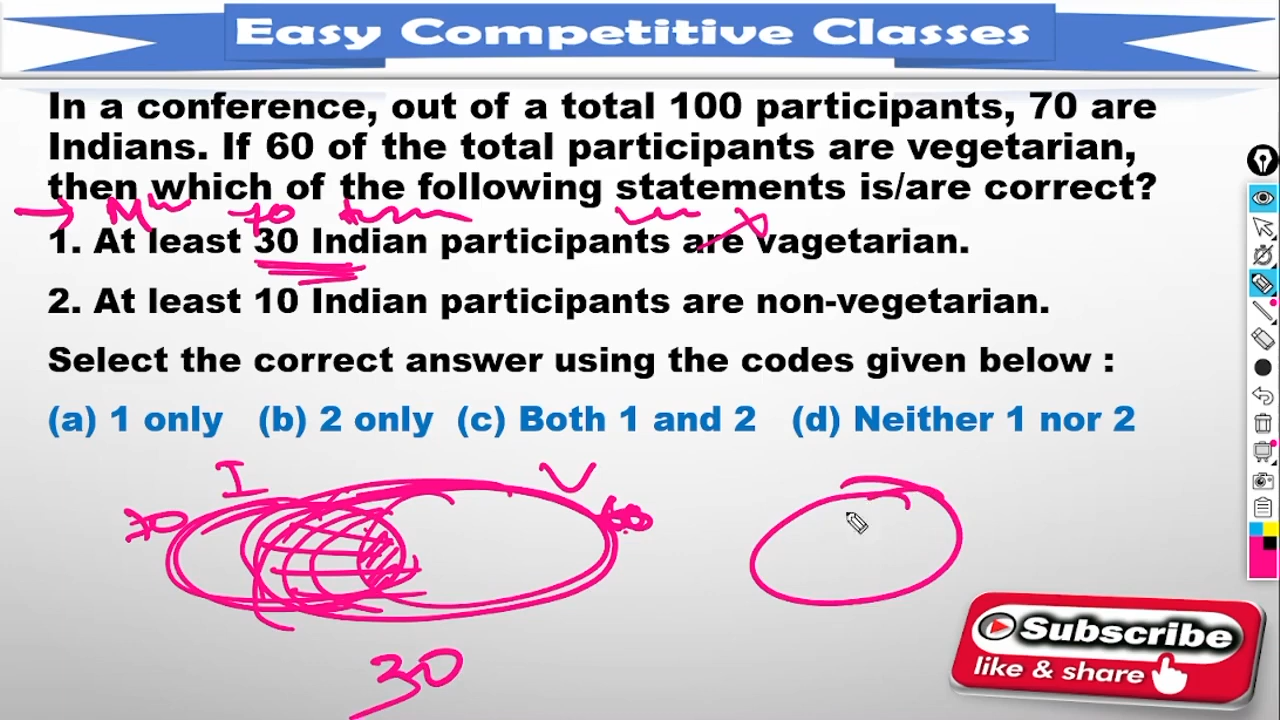 Easy Competitive Classes
In a conference, out of a total 100 participants, 70 are
Indians. If 60 of the total participants are vegetarian,
then which of the following statements is/are correct?
70
1. At least 30 Indian participants are vagetarian.
2. At least 10 Indian participants are non-vegetarian.
Select the correct answer using the codes given below :
(a) 1 only (b) 2 only (c) Both 1 and 2 (d) Neither 1 nor 2
I V
70 60
30
Subscribe
like & share